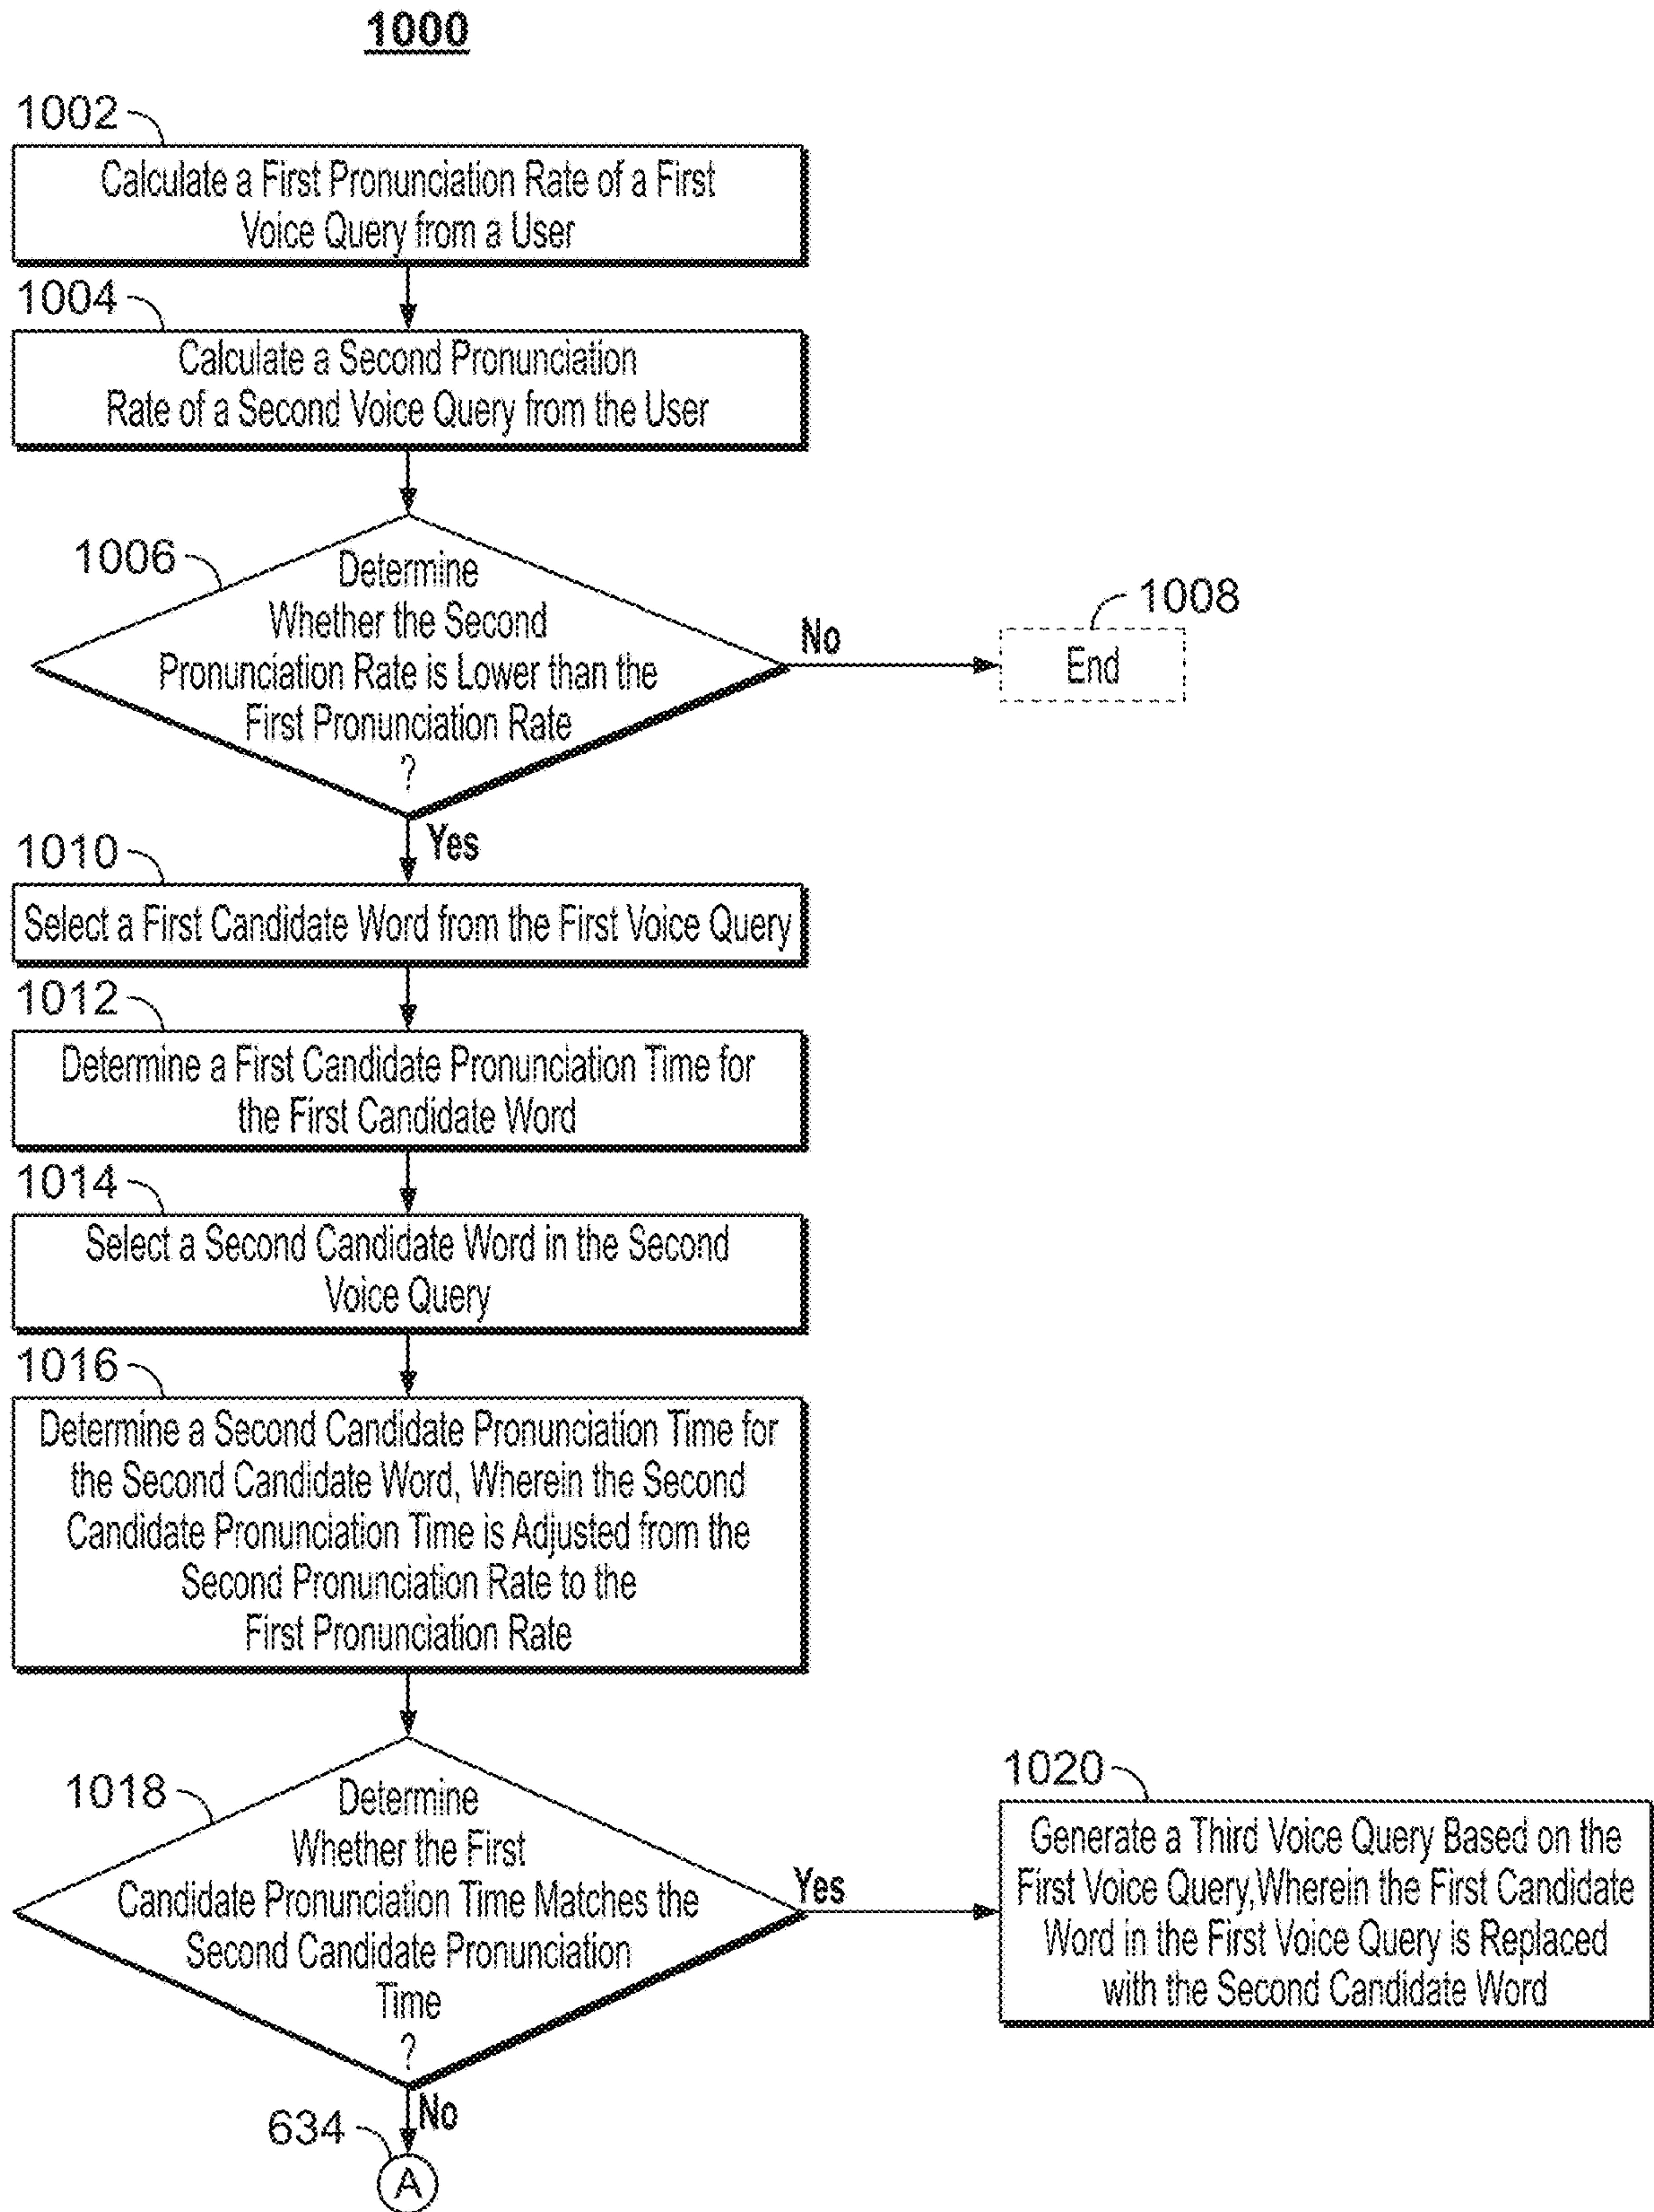 1000
1002
Calculate a First Pronunciation Rate of a First
Voice Query from a User
1004
Calculate a Second Pronunciation
Rate of a Second Voice Query from the User
1006
Determine
Whether the Second
Pronunciation Rate is Lower than the
First Pronunciation Rate
?
No
1008
End
Yes
1010
Select a First Candidate Word from the First Voice Query
1012
Determine a First Candidate Pronunciation Time for
the First Candidate Word
1014
Select a Second Candidate Word in the Second
Voice Query
1016
Determine a Second Candidate Pronunciation Time for
the Second Candidate Word, Wherein the Second
Candidate Pronunciation Time is Adjusted from the
Second Pronunciation Rate to the
First Pronunciation Rate
1018
Determine
Whether the First
Candidate Pronunciation Time Matches the
Second Candidate Pronunciation
Time
?
Yes
1020
Generate a Third Voice Query Based on the
First Voice Query,Wherein the First Candidate
Word in the First Voice Query is Replaced
with the Second Candidate Word
No
634
A